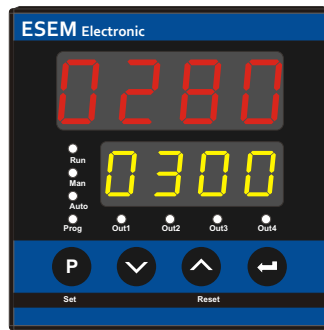 ESEM Electronic
0280
0300
Run
Man
Auto
Prog Out1 Out2 Out3 Out4
P
Set Reset